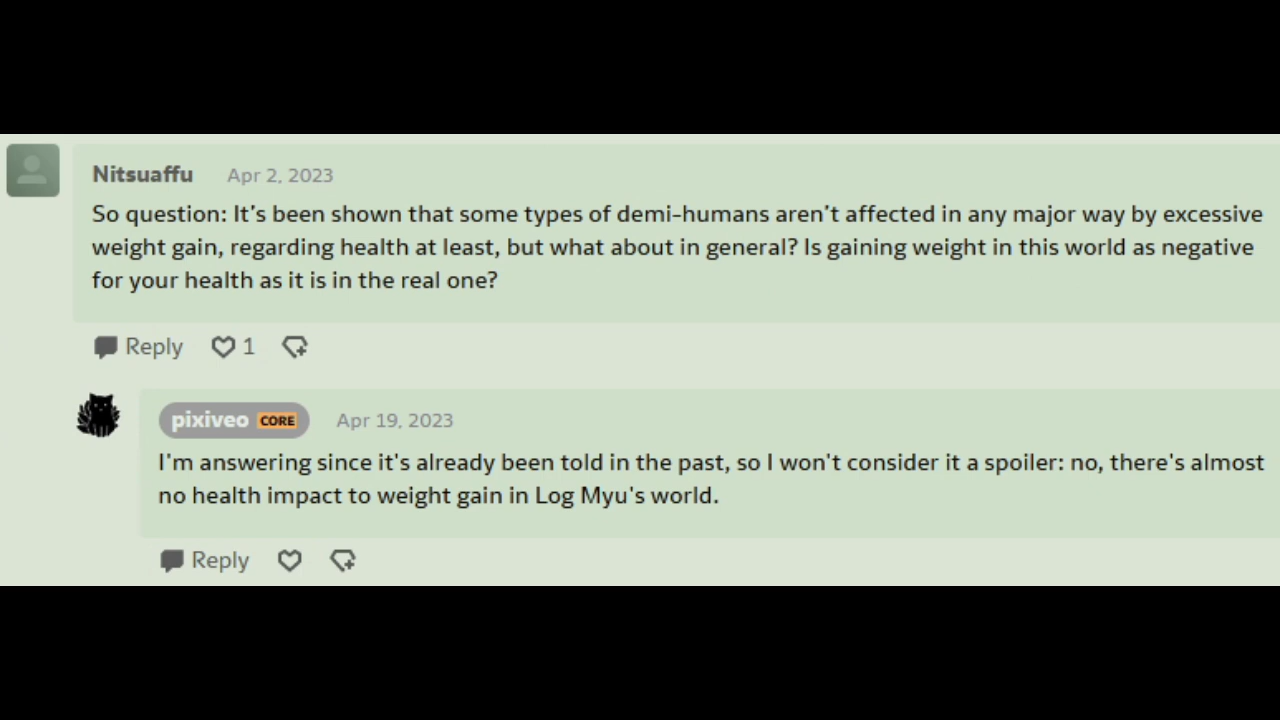 Nitsuaffu Apr 2, 2023
So question: It’s been shown that some types of demi-humans aren’t affected in any major way by excessive
weight gain, regarding health at least, but what about in general? Is gaining weight in this world as negative
for your health as it is in the real one?
Reply 1
pixiveo CORE Apr 19, 2023
I'm answering since it's already been told in the past, so I won't consider it a spoiler: no, there's almost
no health impact to weight gain in Log Myu's world.
Reply